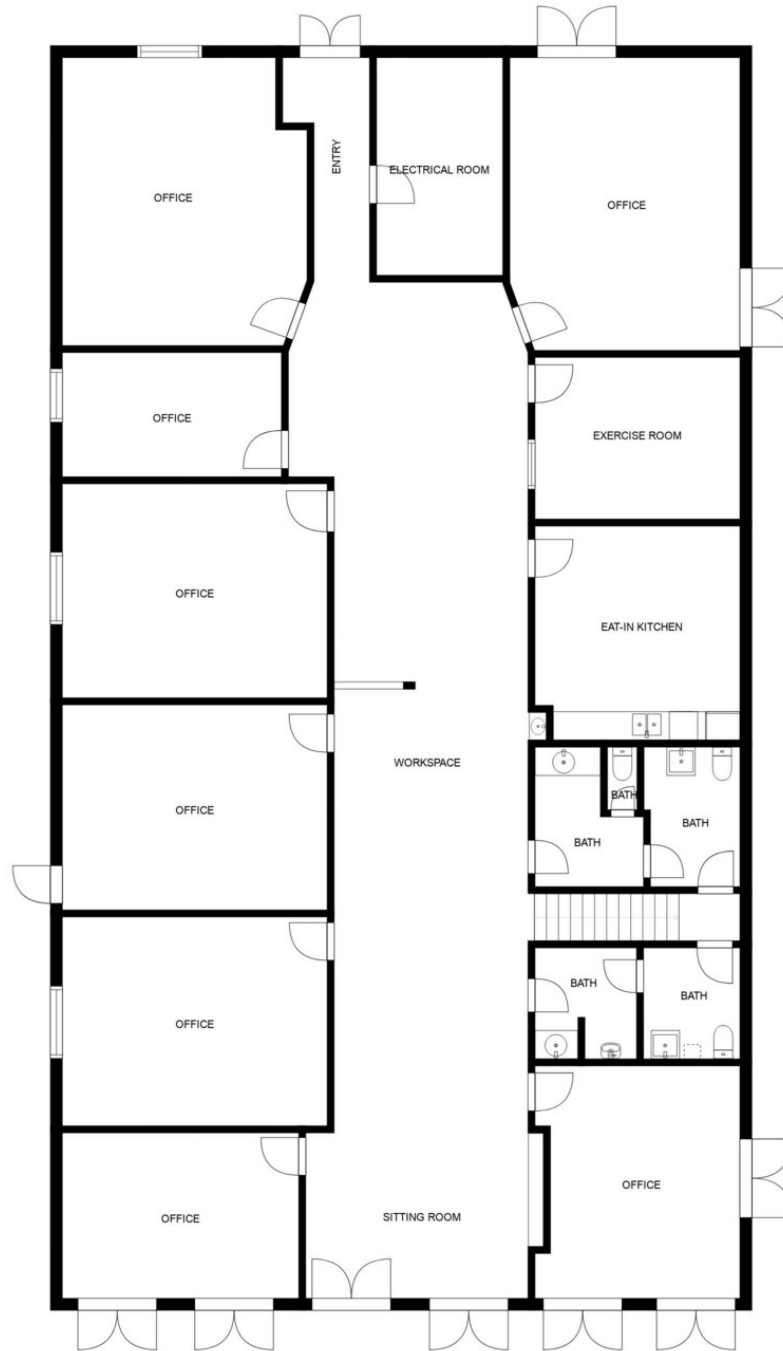 ENTRY
ELECTRICAL ROOM
OFFICE
OFFICE
OFFICE
EXERCISE ROOM
OFFICE
EAT-IN KITCHEN
WORKSPACE
BATH
OFFICE
BATH
BATH
BATH
BATH
OFFICE
OFFICE
OFFICE
SITTING ROOM